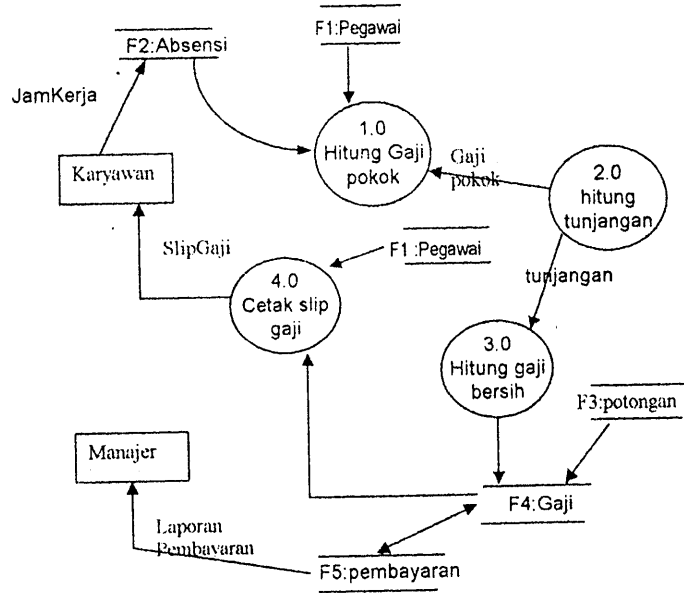 F1:Pegawai
F2:Absensi
JamKerja
1.0
Hitung Gaji
pokok
Gaji
pokok
2.0
hitung
tunjangan
Karyawan
SlipGaji
F1 :Pegawai
4.0
Cetak slip
gaji
tunjangan
3.0
Hitung gaji
bersih
F3:potongan
Manajer
F4:Gaji
Laporan
Pembayaran
F5:pembayaran